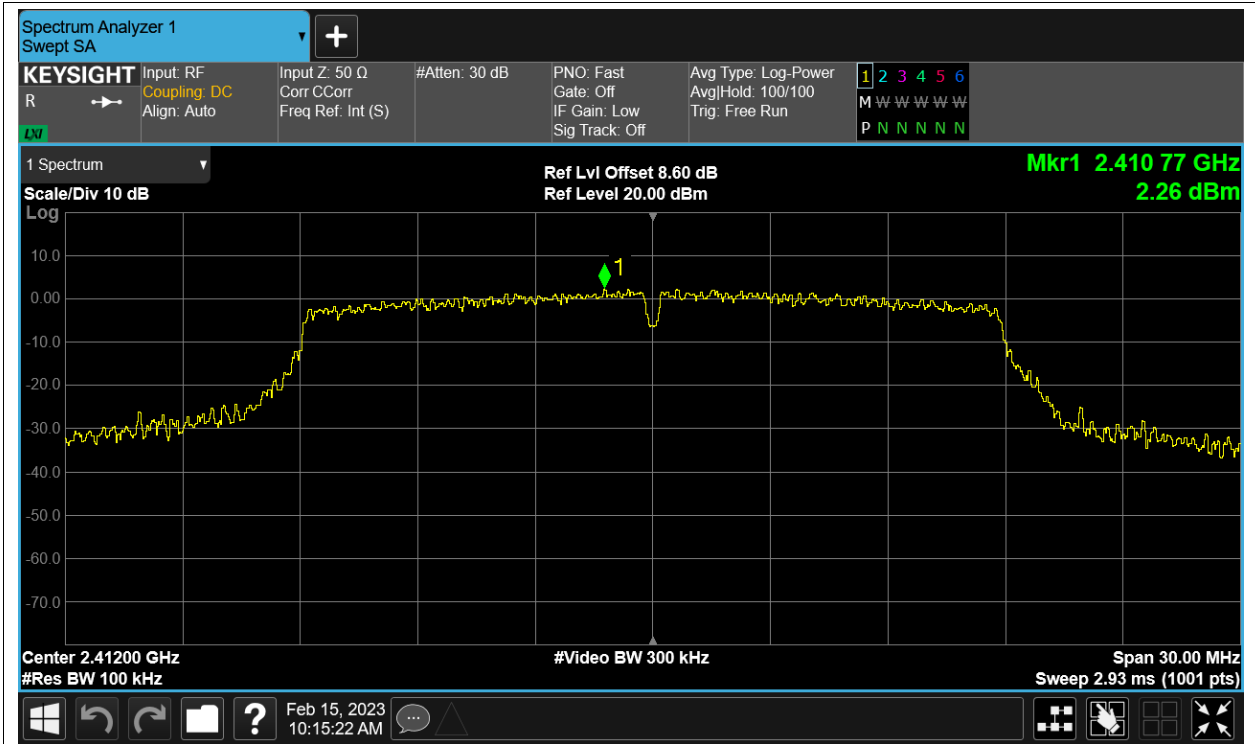 Spectrum Analyzer 1
Swept SA
KEYSIGHT
R
LXI
Input: RF
Coupling: DC
Align: Auto
Input Z: 50 Ω
Corr CCorr
Freq Ref: Int (S)
#Atten: 30 dB
PNO: Fast
Gate: Off
IF Gain: Low
Sig Track: Off
Avg Type: Log-Power
Avg|Hold: 100/100
Trig: Free Run
1 2 3 4 5 6
M W W W W W
P N N N N N
1 Spectrum
Scale/Div 10 dB
Log
Ref Lvl Offset 8.60 dB
Ref Level 20.00 dBm
Mkr1 2.410 77 GHz
2.26 dBm
1
10.0
0.00
-10.0
-20.0
-30.0
-40.0
-50.0
-60.0
-70.0
Center 2.41200 GHz
#Res BW 100 kHz
#Video BW 300 kHz
Span 30.00 MHz
Sweep 2.93 ms (1001 pts)
?
Feb 15, 2023
10:15:22 AM